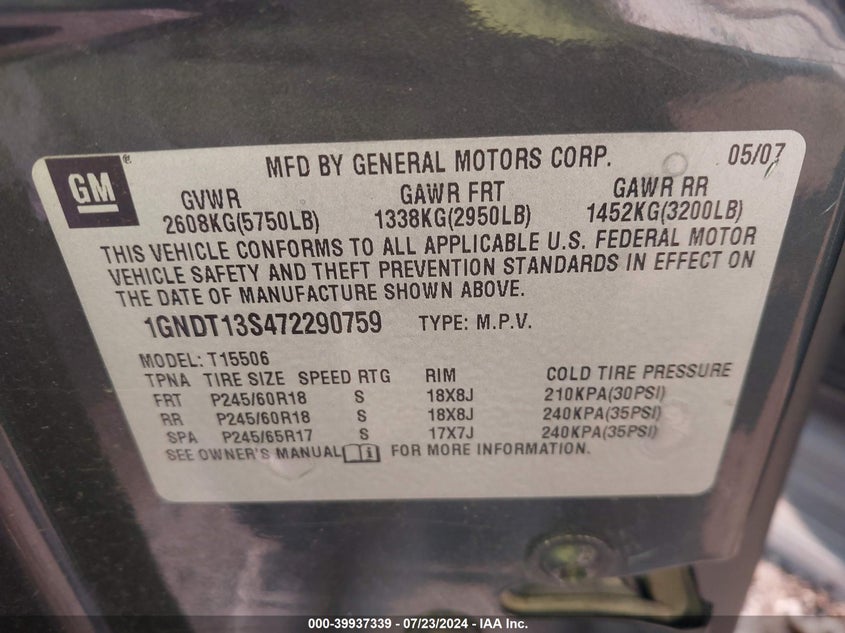 GM
MFD BY GENERAL MOTORS CORP. 05/07
GVWR GAWR FRT GAWR RR
2608KG(5750LB) 1338KG(2950LB) 1452KG(3200LB)
THIS VEHICLE CONFORMS TO ALL APPLICABLE U.S. FEDERAL MOTOR
VEHICLE SAFETY AND THEFT PREVENTION STANDARDS IN EFFECT ON
THE DATE OF MANUFACTURE SHOWN ABOVE.
1GNDT13S472290759 TYPE: M.P.V.
MODEL: T15506
TPNA TIRE SIZE SPEED RTG RIM COLD TIRE PRESSURE
FRT P245/60R18 S 18X8J 210KPA(30PSI)
RR P245/60R18 S 18X8J 240KPA(35PSI)
SPA P245/65R17 S 17X7J 240KPA(35PSI)
SEE OWNER'S MANUAL FOR MORE INFORMATION.
000-39937339 / 07/23/2024 - IAA Inc.